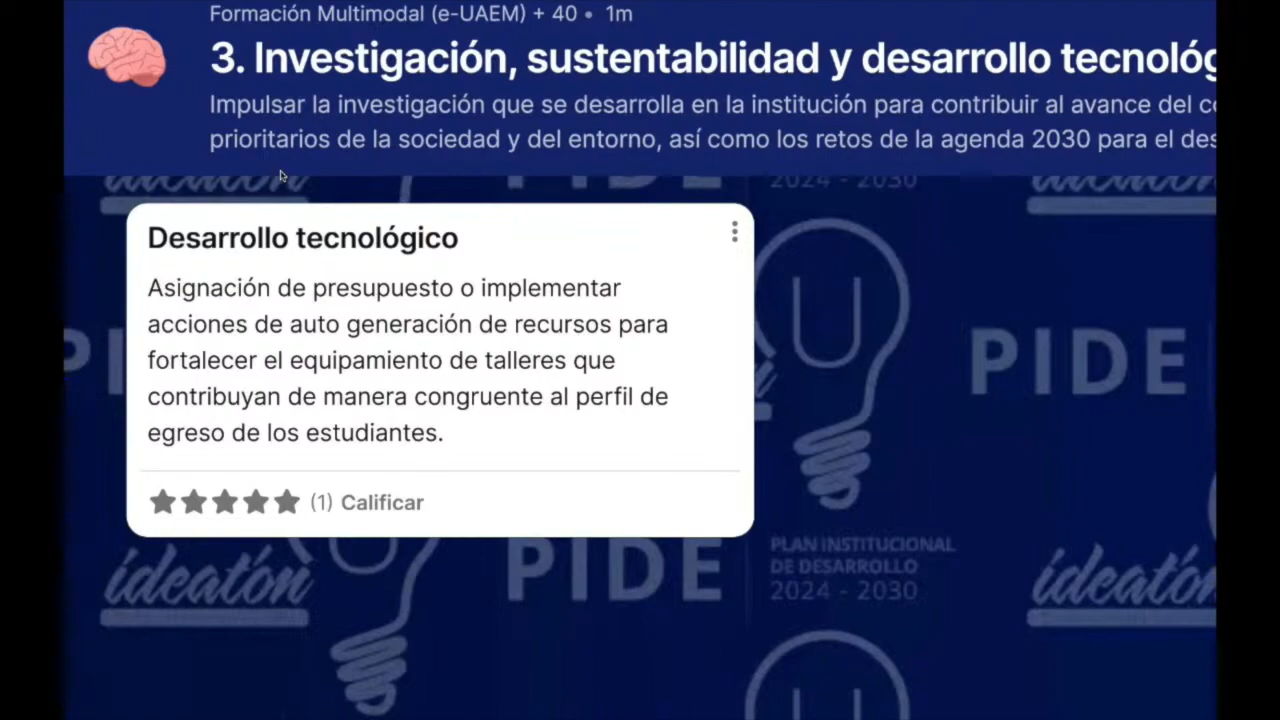 Formación Multimodal (e-UAEM) + 40 • 1m
3. Investigación, sustentabilidad y desarrollo
Impulsar la investigación que se desarrolla en la institución para contribuir al avance del
prioritarios de la sociedad y del entorno, así como los retos de la agenda 2030 para el
2024 - 2030
Desarrollo tecnológico
Asignación de presupuesto o implementar
acciones de auto generación de recursos para
fortalecer el equipamiento de talleres que
contribuyan de manera congruente al perfil de
egreso de los estudiantes.
(1) Calificar
PIDE
ideatón
PIDE
PLAN INSTITUCIONAL
DE DESARROLLO
2024 - 2030
ideatón